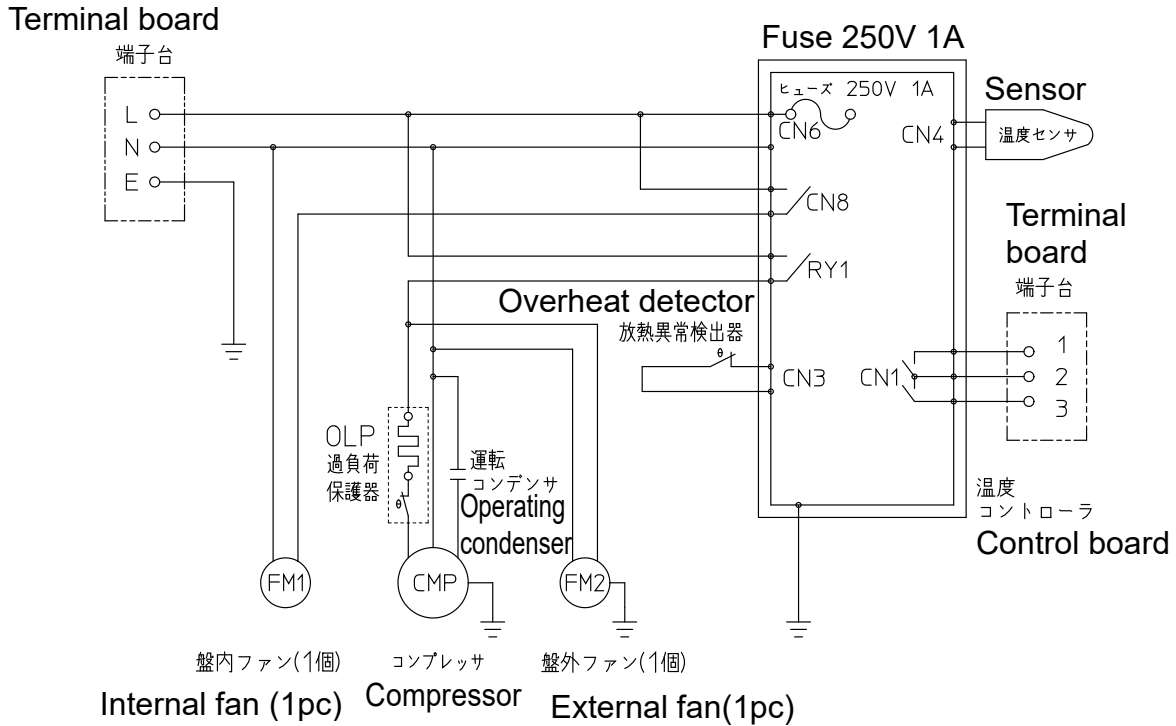 Terminal board
端子台
L
N
E
Fuse 250V 1A
ヒューズ 250V 1A
CN6
CN4
Sensor
温度センサ
CN8
RY1
Terminal
board
端子台
Overheat detector
放熱異常検出器
θ
CN3
CN1
1
2
3
OLP
過負荷
保護器
θ
運転
コンデンサ
Operating
condenser
温度
コントローラ
Control board
FM1
CMP
FM2
盤内ファン(1個)
コンプレッサ
盤外ファン(1個)
Internal fan (1pc)
Compressor
External fan(1pc)